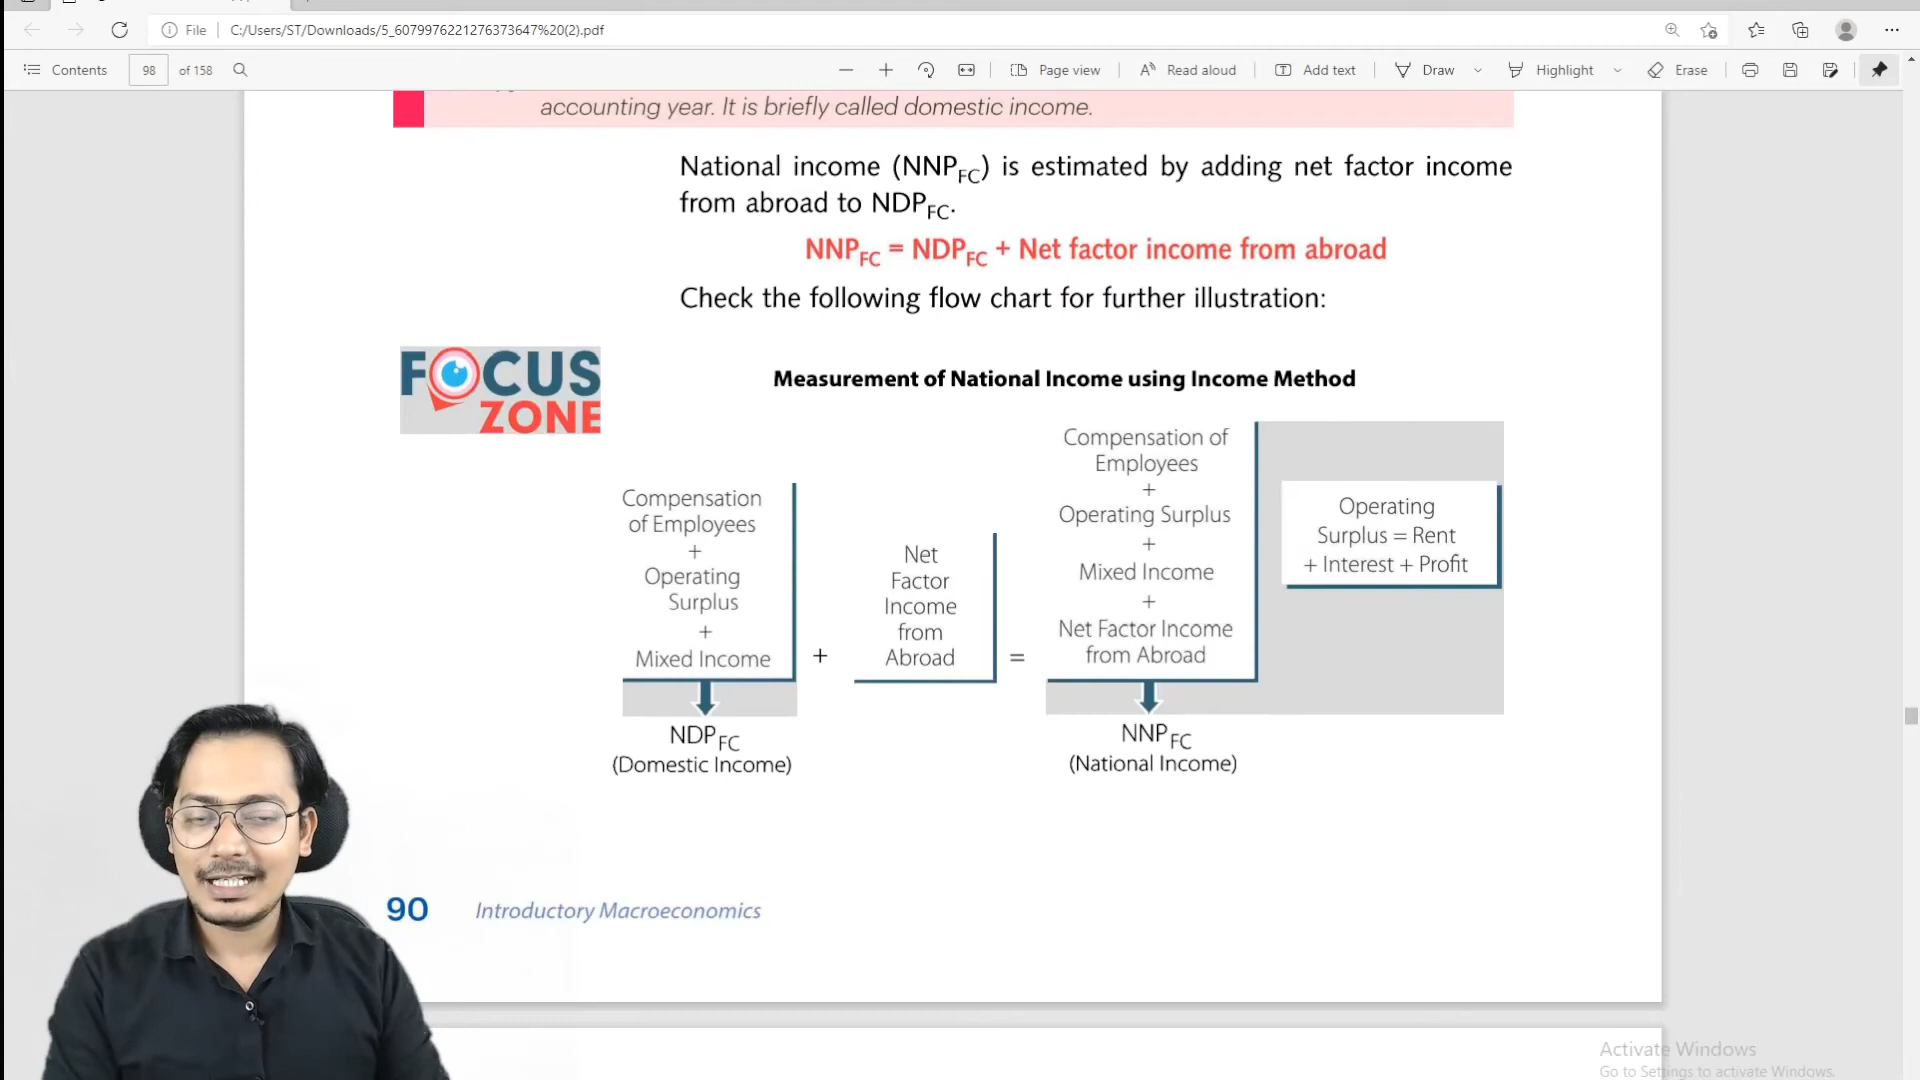 File
C:/Users/ST/Downloads/5_6079976221276373647%20(2).pdf
Contents
98
of 158
Page view
Read aloud
Add text
Draw
Highlight
Erase
accounting year. It is briefly called domestic income.
National income (NNPFC) is estimated by adding net factor income
from abroad to NDPFC.
NNPFC = NDPFC + Net factor income from abroad
Check the following flow chart for further illustration:
FOCUS
ZONE
Measurement of National Income using Income Method
Compensation
of Employees
+
Operating
Surplus
+
Mixed Income
NDPFC
(Domestic Income)
+
Net
Factor
Income
from
Abroad
=
Compensation of
Employees
+
Operating Surplus
+
Mixed Income
+
Net Factor Income
from Abroad
NNPFC
(National Income)
Operating
Surplus = Rent
+ Interest + Profit
90
Introductory Macroeconomics
Activate Windows
Go to Settings to activate Windows.